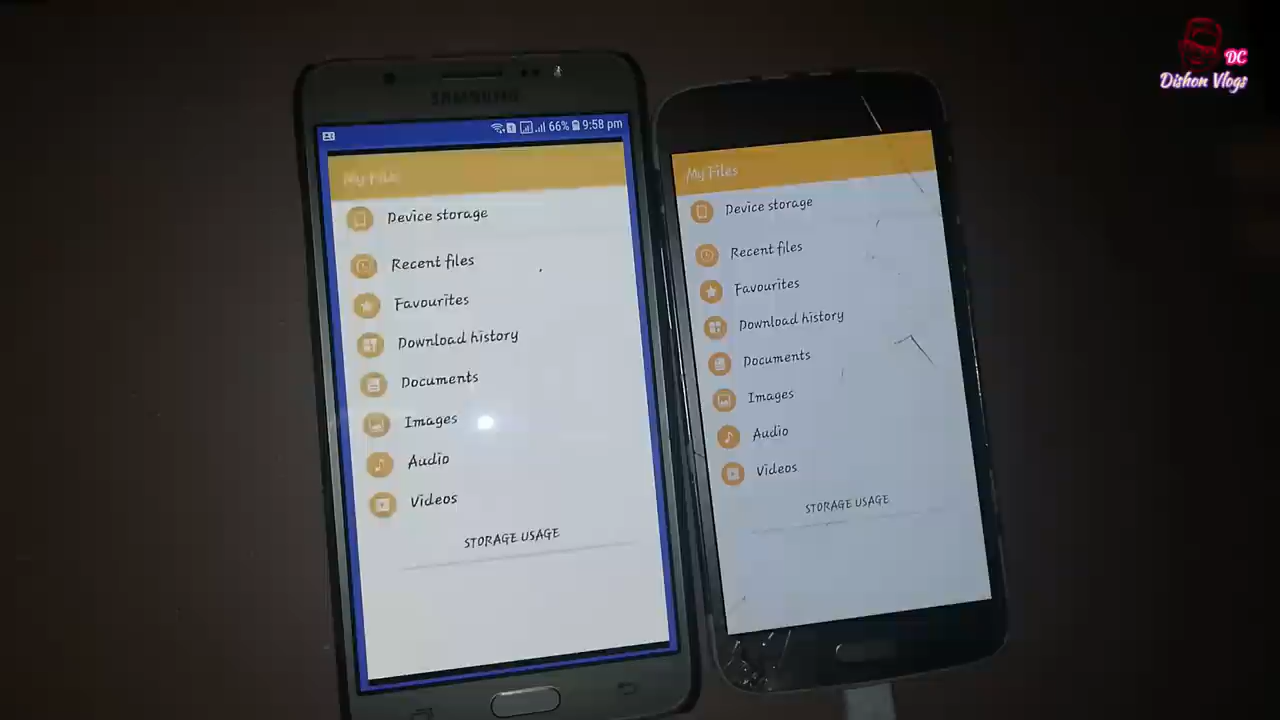 DC
Dishon Vlogs
SAMSUNG
66% 9:58 pm
My Files
Device storage
Recent files
Favourites
Download history
Documents
Images
Audio
Videos
STORAGE USAGE
My Files
Device storage
Recent files
Favourites
Download history
Documents
Images
Audio
Videos
STORAGE USAGE